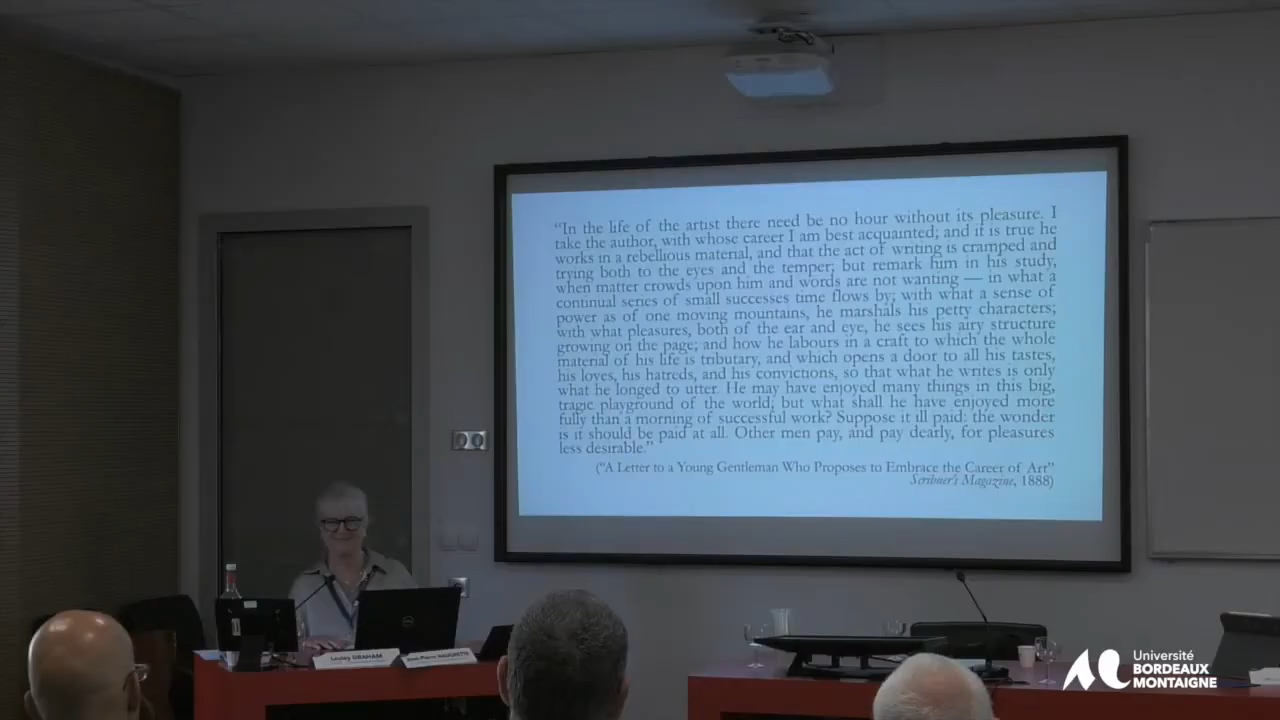 “In the life of the artist there need be no hour without its pleasure. I
take the author, with whose career I am best acquainted; and it is true he
works in a rebellious material, and that the act of writing is cramped and
trying both to the eyes and the temper; but remark him in his study,
when matter crowds upon him and words are not wanting — in what a
continual series of small successes time flows by; with what a sense of
power as of one moving mountains, he marshals his petty characters;
with what pleasures, both of the ear and eye, he sees his airy structure
growing on the page; and how he labours in a craft to which the whole
material of his life is tributary, and which opens a door to all his tastes,
his loves, his hatreds, and his convictions, so that what he writes is only
what he longed to utter. He may have enjoyed many things in this big,
tragic playground of the world; but what shall he have enjoyed more
fully than a morning of successful work? Suppose it ill paid: the wonder
is it should be paid at all. Other men pay, and pay dearly, for pleasures
less desirable.”
(“A Letter to a Young Gentleman Who Proposes to Embrace the Career of Art”
Scribner's Magazine, 1888)
DELL
Lesley GRAHAM
Jean-Pierre NAUGRETTE
Université
BORDEAUX
MONTAIGNE